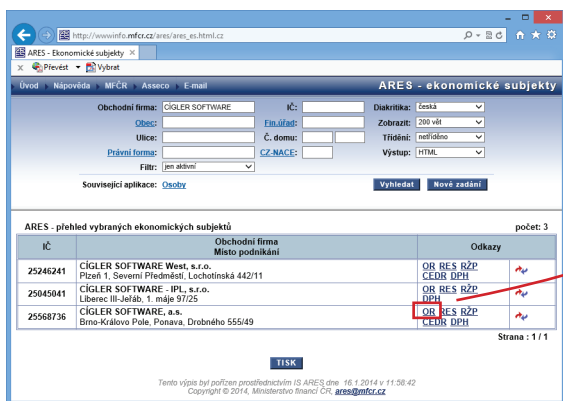 http://wwwinfo.mfcr.cz/ares/ares_es.html.cz
ARES - Ekonomické subjekty
x Převést Vybrat
Úvod Nápověda MFČR Asseco E-mail ARES - ekonomické subjekty
Obchodní firma: CÍGLER SOFTWARE IČ: Diakritika: česká
Obec: Fin.úřad: Zobrazit: 200 vět
Ulice: Č. domu: Třídění: netříděno
Právní forma: CZ-NACE: Výstup: HTML
Filtr: jen aktivní
Související aplikace: Osoby Vyhledat Nové zadání
ARES - přehled vybraných ekonomických subjektů počet: 3
IČ Obchodní firma Odkazy
Místo podnikání
25246241 CÍGLER SOFTWARE West, s.r.o. OR RES RŽP
Plzeň 1, Severní Předměstí, Lochotínská 442/11 CEDR DPH
25045041 CÍGLER SOFTWARE - IPL, s.r.o. OR RES RŽP
Liberec III-Jeřáb, 1. máje 97/25 DPH
25568736 CÍGLER SOFTWARE, a.s. OR RES RŽP
Brno-Královo Pole, Ponava, Drobného 555/49 CEDR DPH
Strana : 1 / 1
TISK
Tento výpis byl pořízen prostřednictvím IS ARES dne 16.1.2014 v 11:58:42
Copyright © 2014, Ministerstvo financí ČR, ares@mfcr.cz